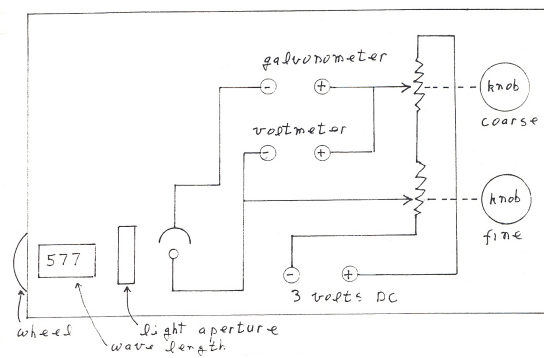 galvonometer
- +
knob
coarse
voltmeter
- +
knob
fine
577
- +
3 volts DC
wheel
light aperture
wave length